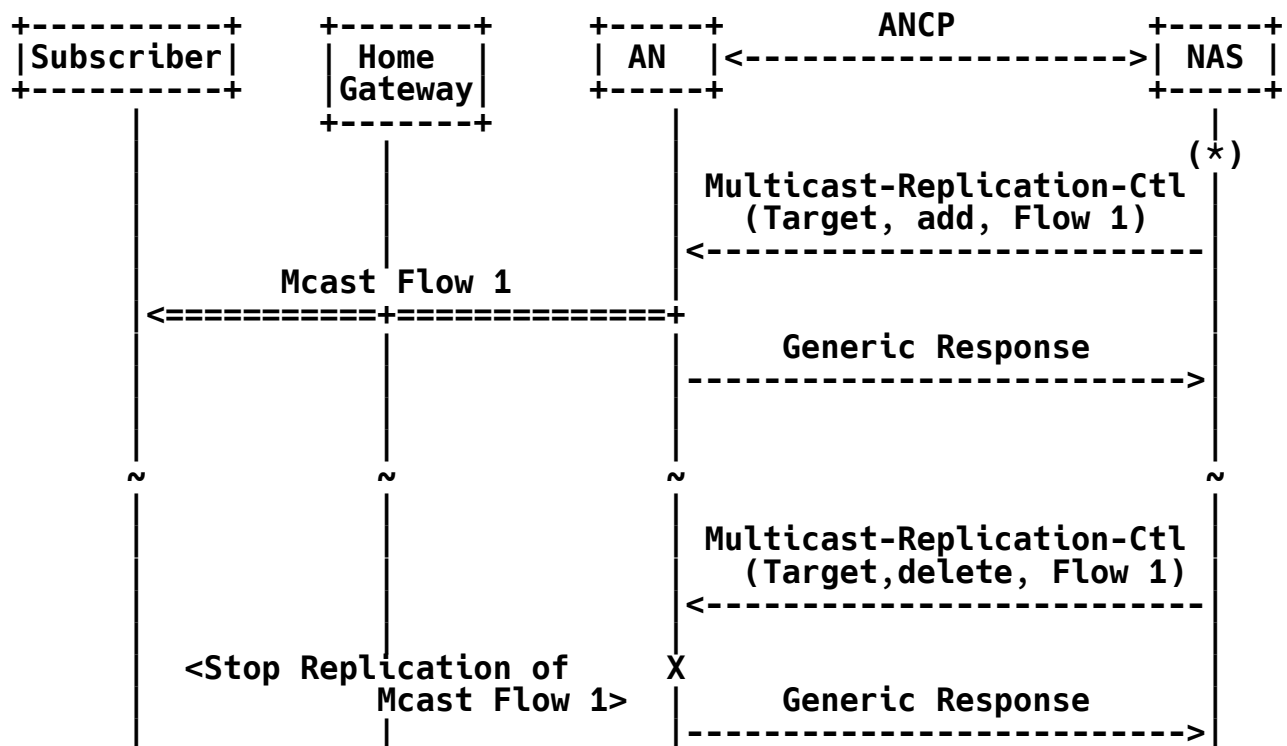 ANCP
Subscriber Home AN <-------------------> NAS
Gateway
(*)
Multicast-Replication-Ctl
(Target, add, Flow 1)
Mcast Flow 1
Generic Response
Multicast-Replication-Ctl
(Target,delete, Flow 1)
<Stop Replication of X
Mcast Flow 1> Generic Response